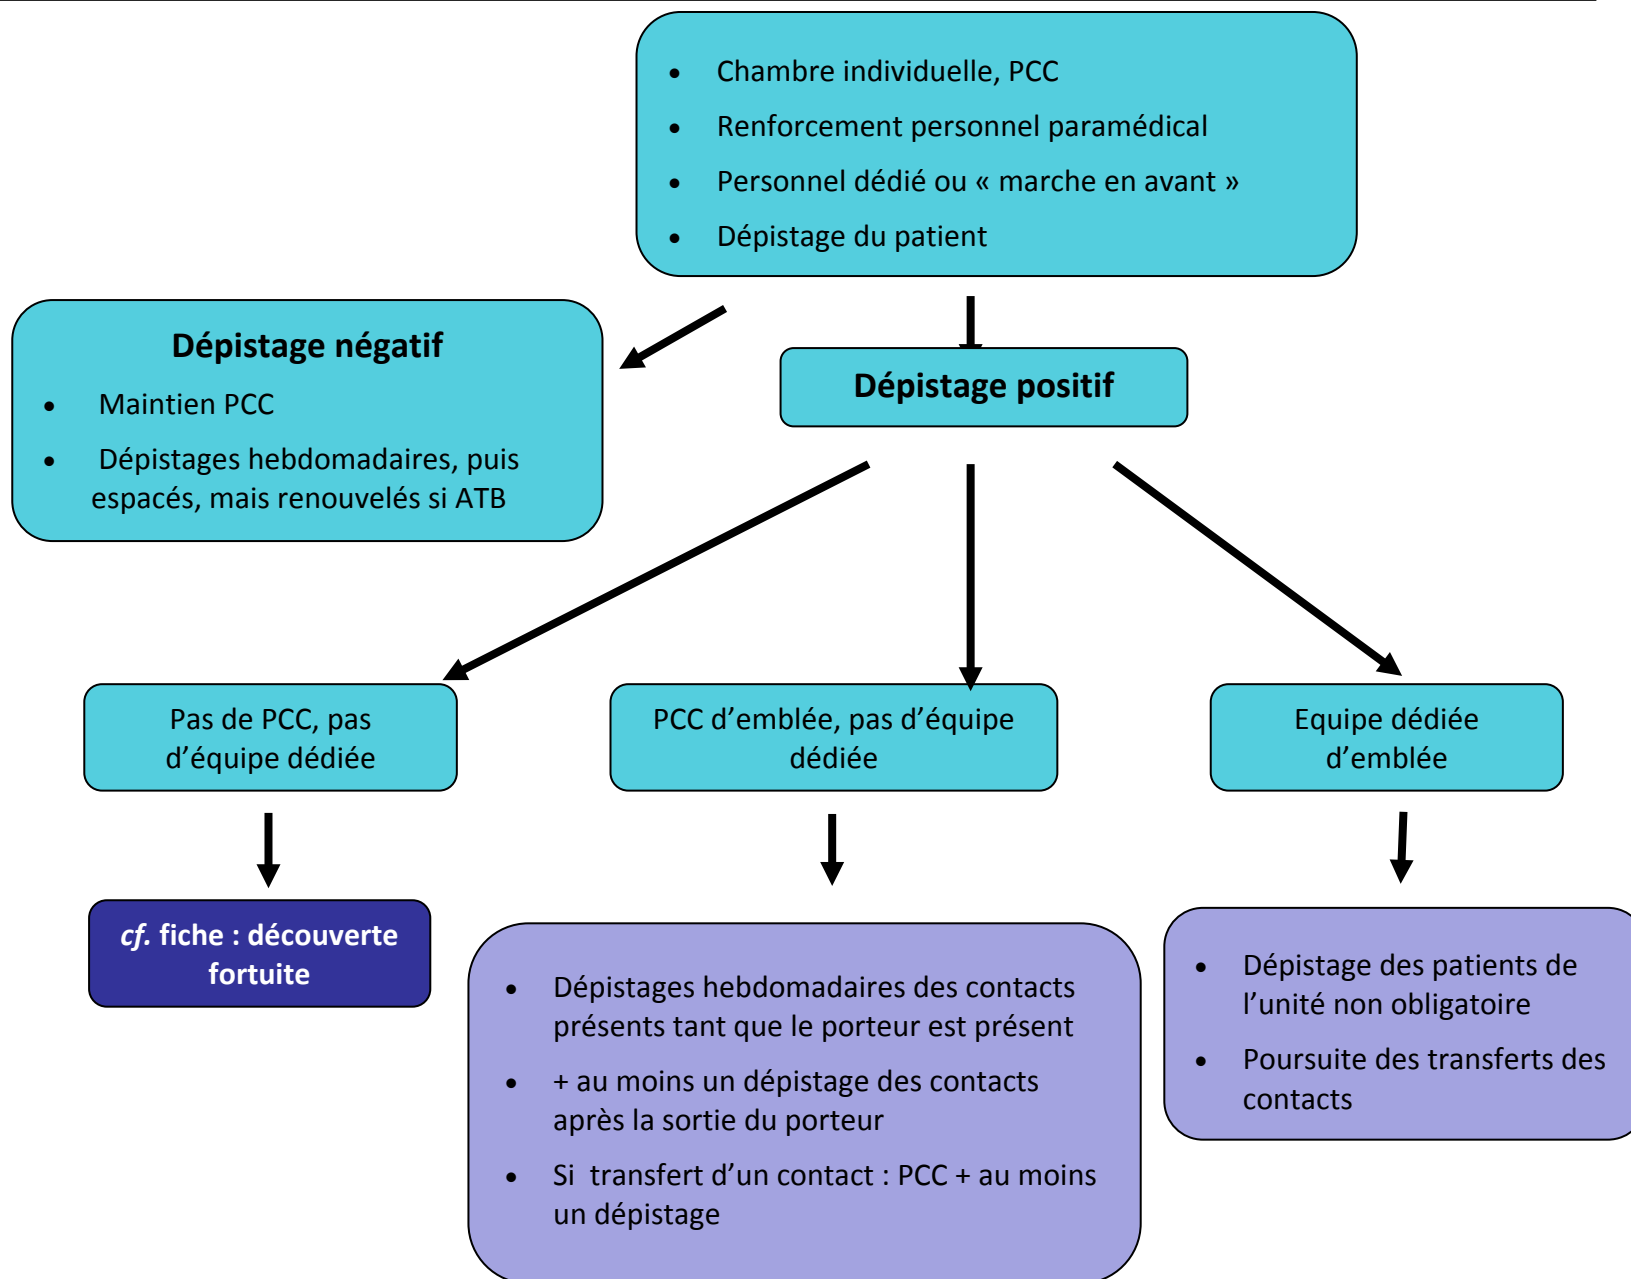 • Chambre individuelle, PCC
• Renforcement personnel paramédical
• Personnel dédié ou « marche en avant »
• Dépistage du patient
Dépistage négatif
• Maintien PCC
• Dépistages hebdomadaires, puis
espacés, mais renouvelés si ATB
Dépistage positif
Pas de PCC, pas
d’équipe dédiée
PCC d’emblée, pas d’équipe
dédiée
Equipe dédiée
d’emblée
cf. fiche : découverte
fortuite
• Dépistages hebdomadaires des contacts
présents tant que le porteur est présent
• + au moins un dépistage des contacts
après la sortie du porteur
• Si transfert d’un contact : PCC + au moins
un dépistage
• Dépistage des patients de
l’unité non obligatoire
• Poursuite des transferts des
contacts